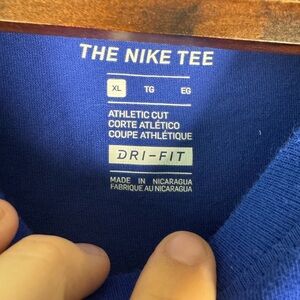 THE NIKE TEE
XL TG EG
ATHLETIC CUT
CORTE ATLÉTICO
COUPE ATHLÉTIQUE
DRI-FIT
MADE IN NICARAGUA
FABRIQUE AU NICARAGUA